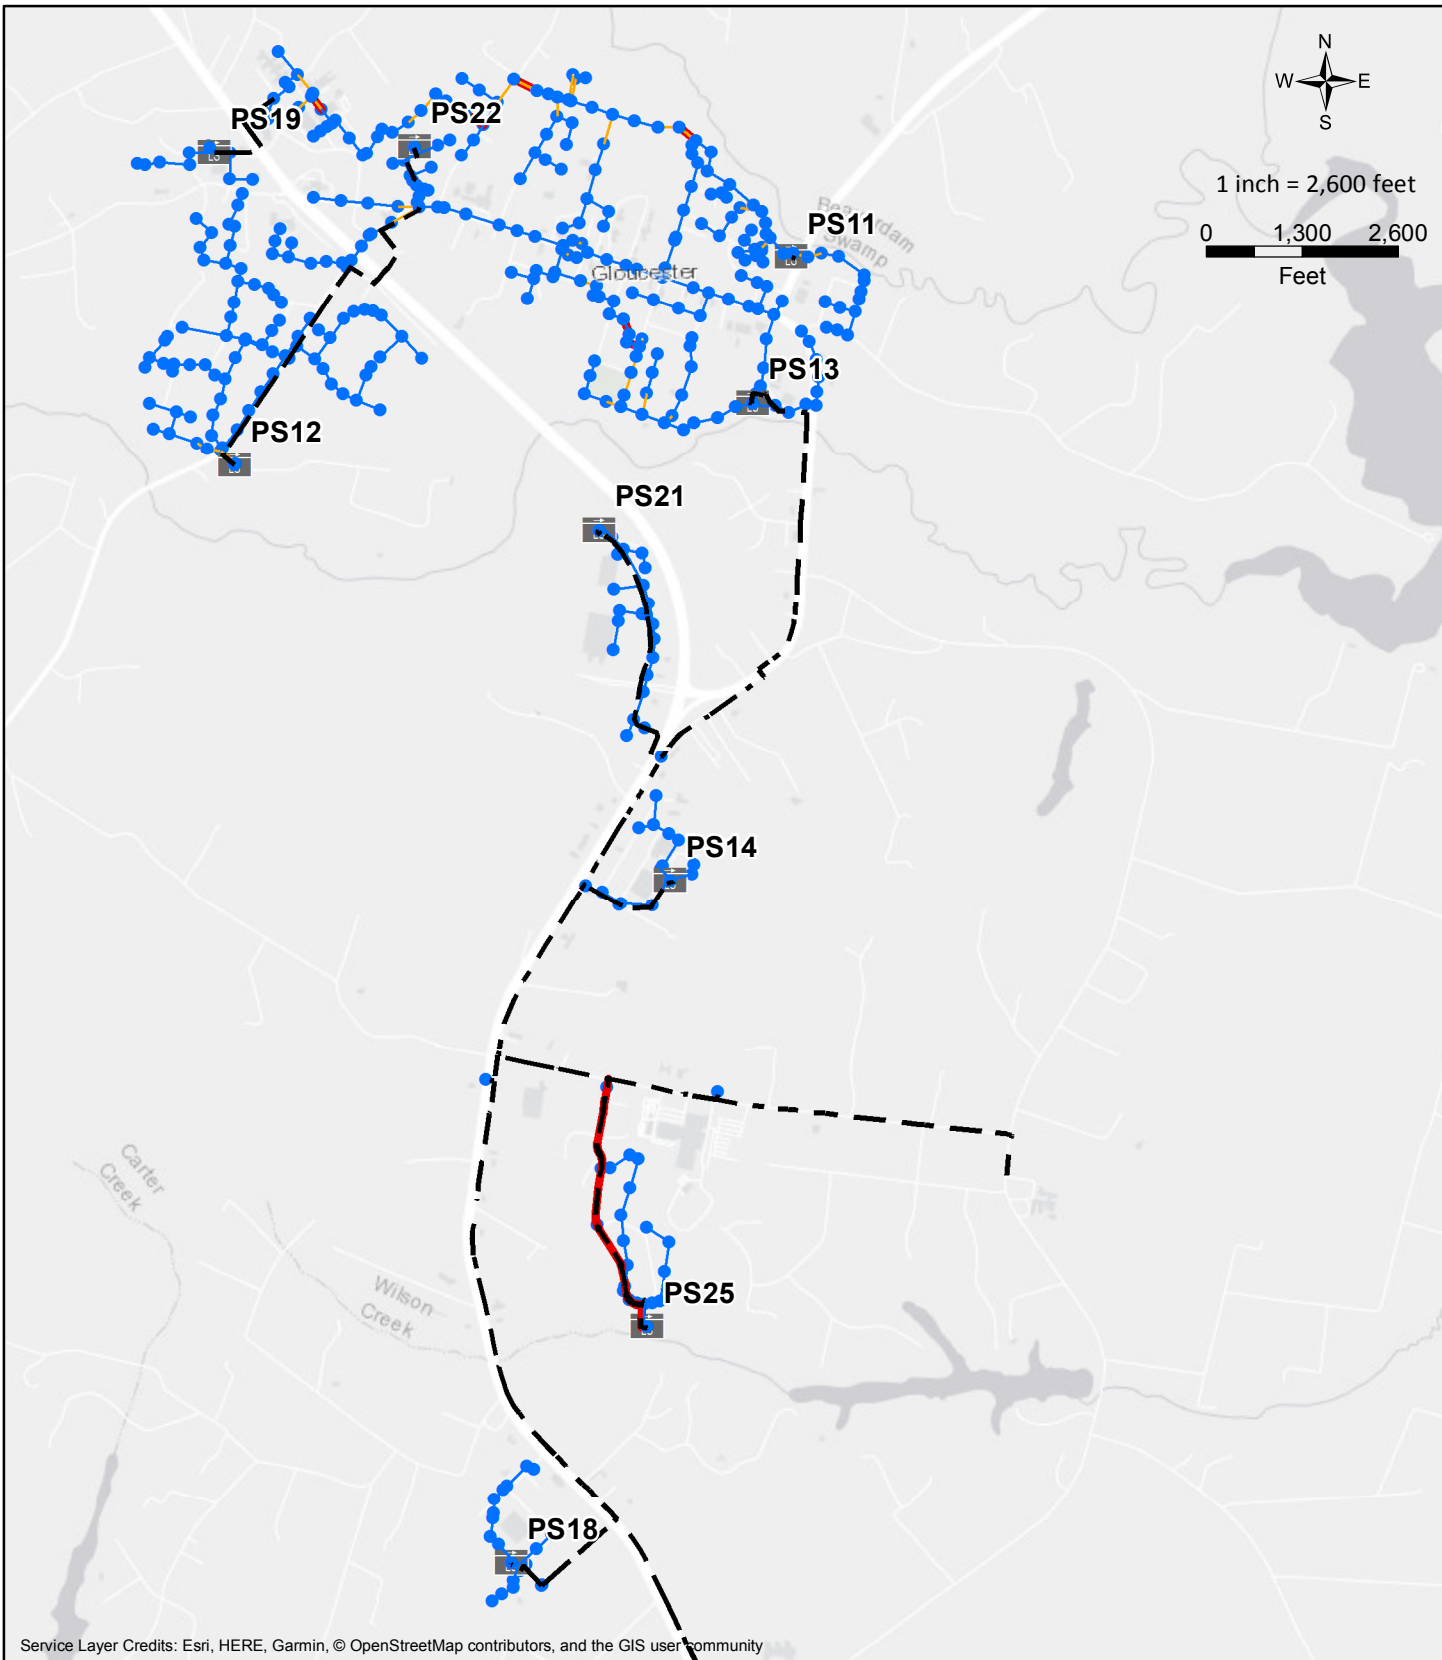 N
W E
S
1 inch = 2,600 feet
0 1,300 2,600
Feet
PS19
PS22
Beaverdam
Swamp
PS11
Gloucester
PS13
PS12
PS21
PS14
PS25
Carter
Creek
Wilson
Creek
PS18
Service Layer Credits: Esri, HERE, Garmin, © OpenStreetMap contributors, and the GIS user community